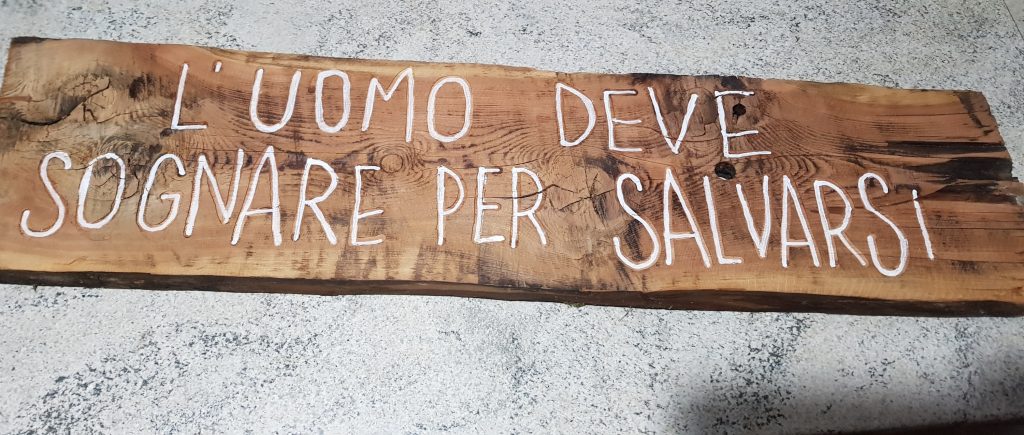 L'UOMO DEVE
SOGNARE PER SALVARSI